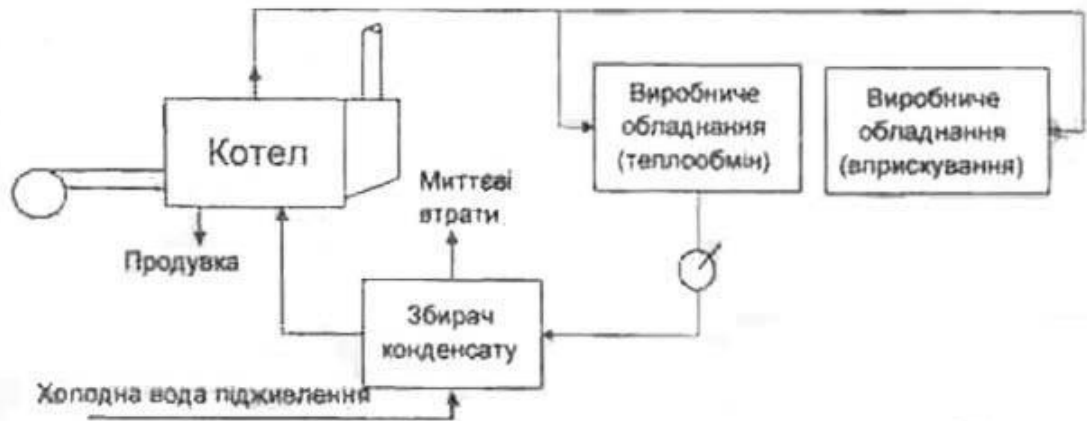 Виробниче
обладнання
(теплообмін)
Виробниче
обладнання
(вприскування)
Котел
Миттєві
втрати
Продувка
Збирач
конденсату
Холодна вода підживлення